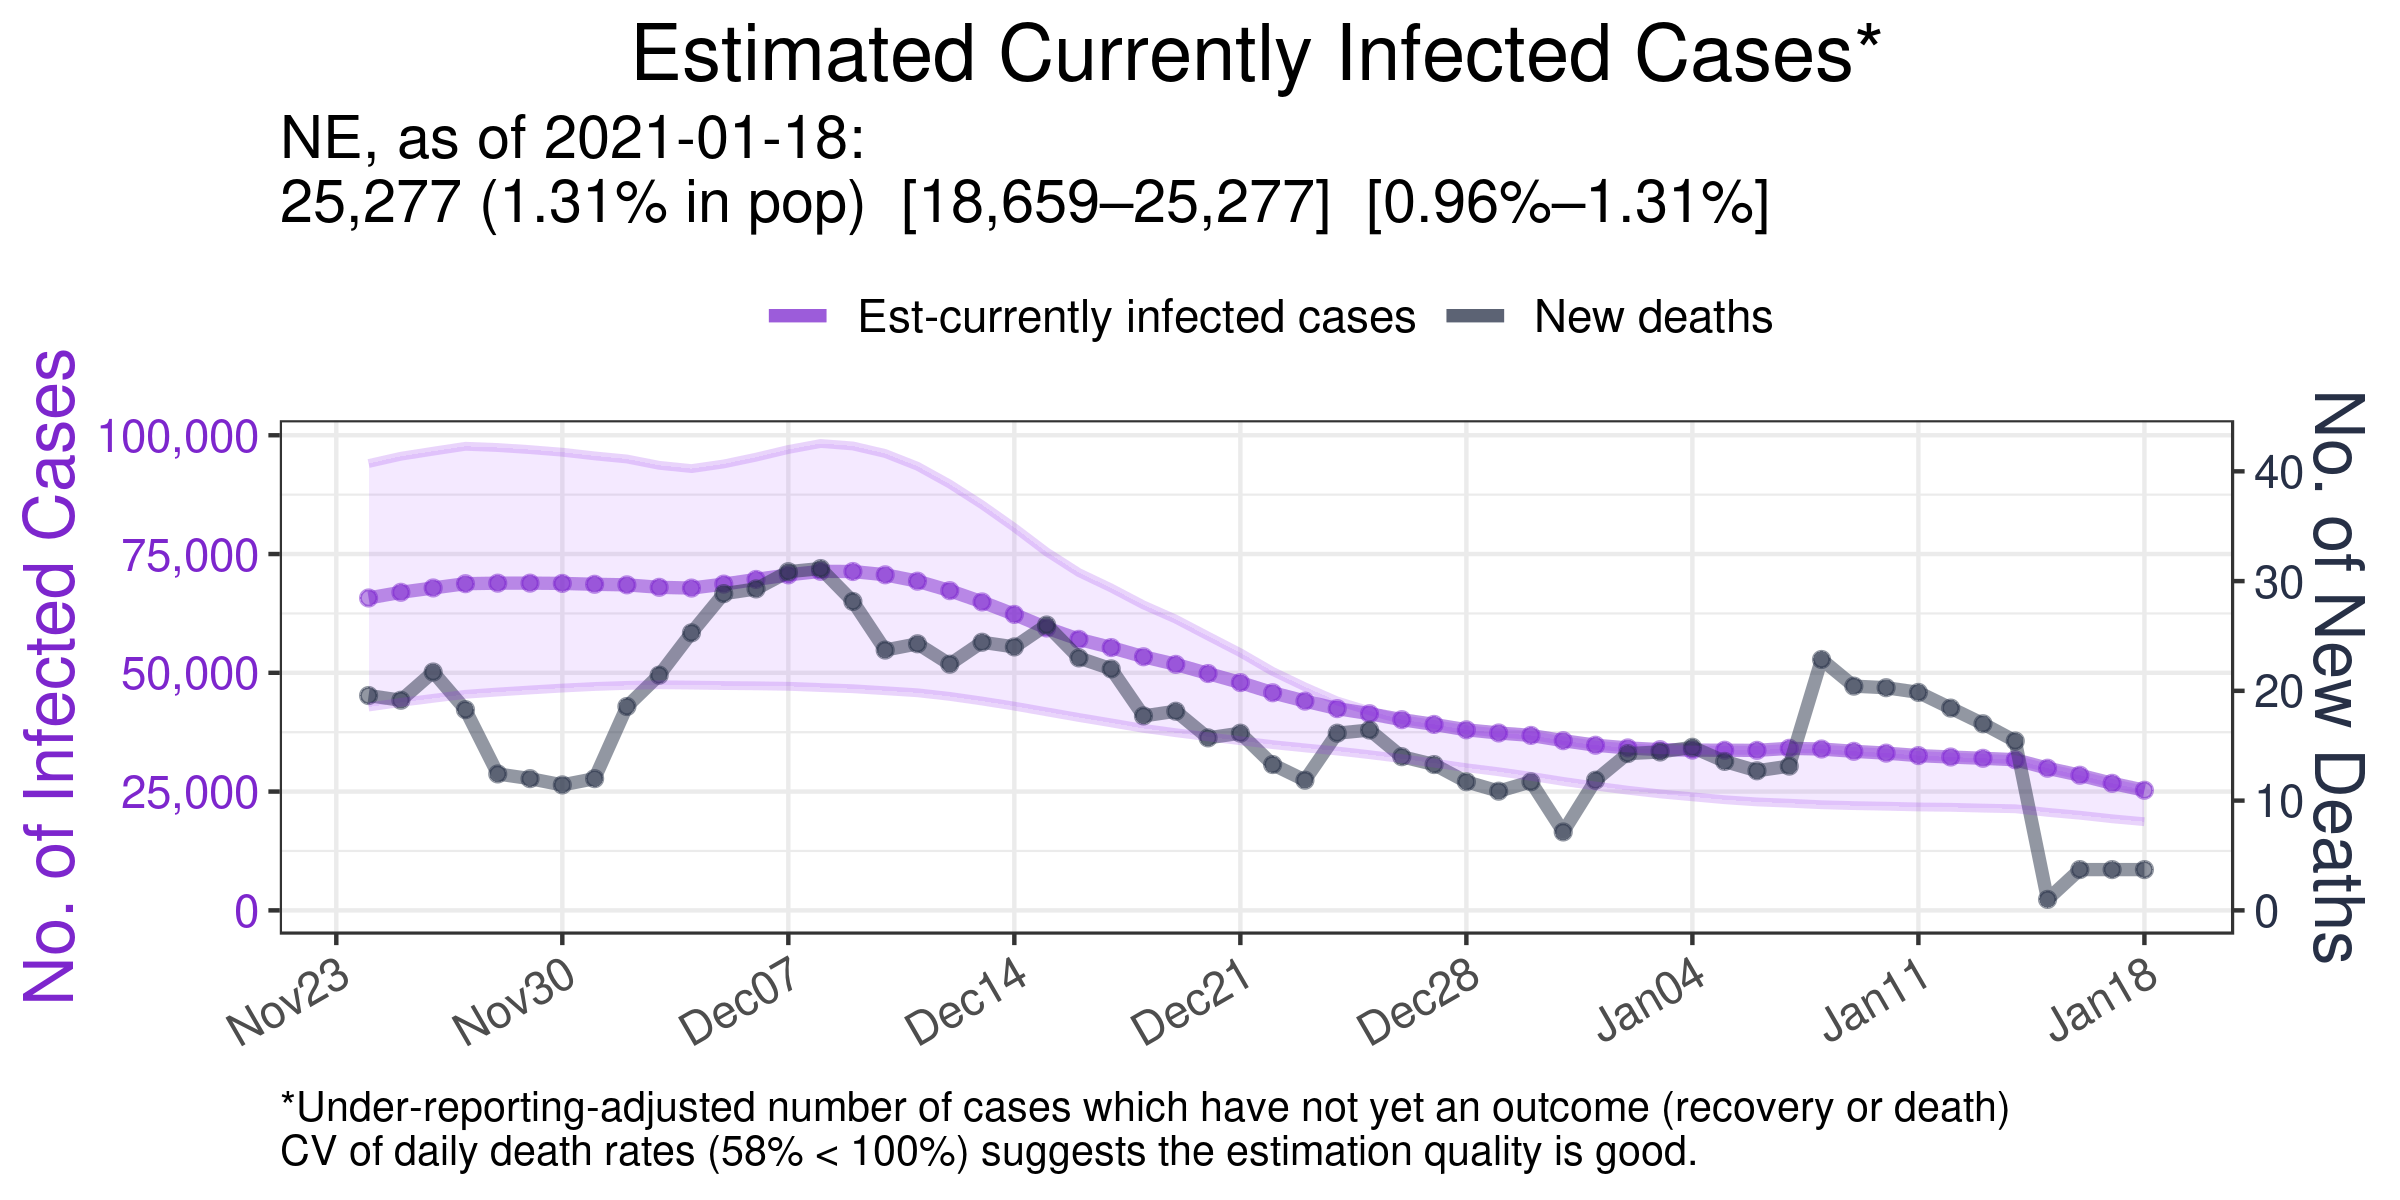 Estimated Currently Infected Cases*
NE, as of 2021-01-18:
25,277 (1.31% in pop)  [18,659–25,277]  [0.96%–1.31%]
Est-currently infected cases
New deaths
No. of Infected Cases
100,000
75,000
50,000
25,000
0
40
30
20
10
0
No. of New Deaths
Nov23
Nov30
Dec07
Dec14
Dec21
Dec28
Jan04
Jan11
Jan18
*Under-reporting-adjusted number of cases which have not yet an outcome (recovery or death)
CV of daily death rates (58% < 100%) suggests the estimation quality is good.